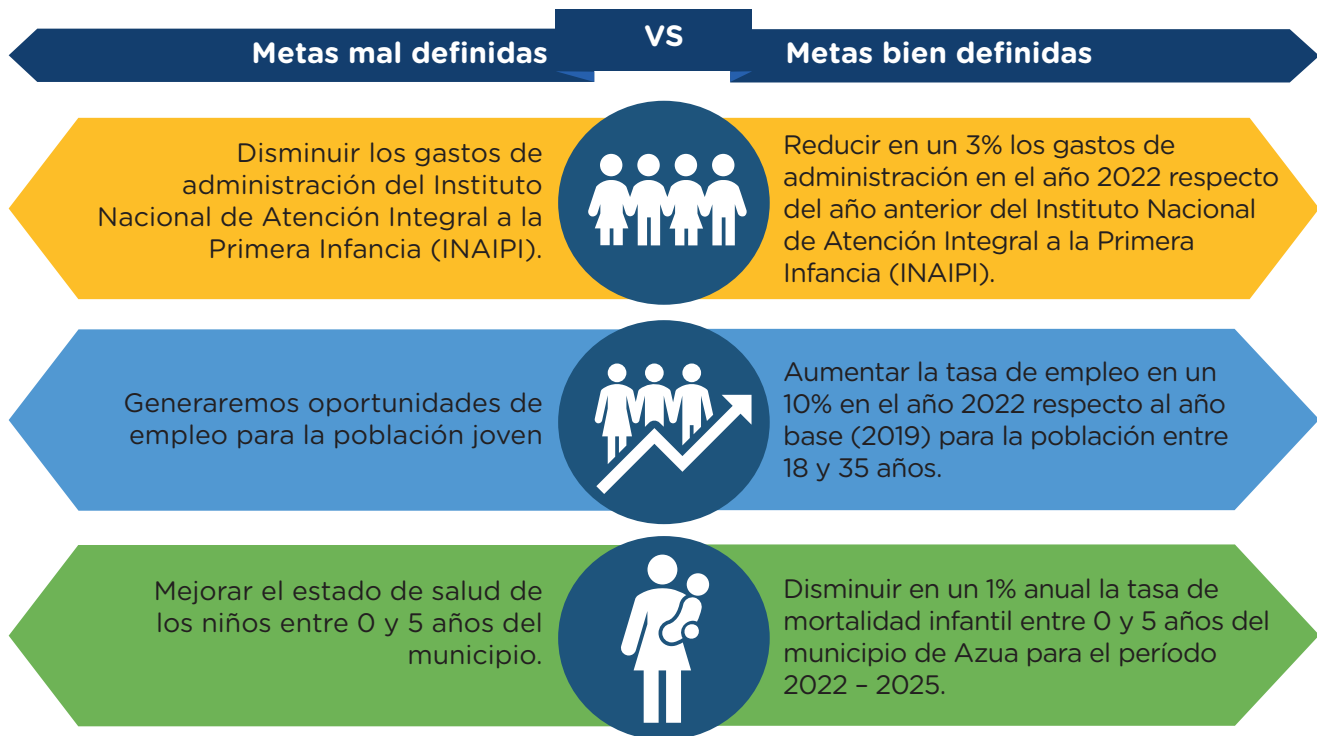 Metas mal definidas
VS
Metas bien definidas
Disminuir los gastos de
administración del Instituto
Nacional de Atención Integral a la
Primera Infancia (INAIPI).
Reducir en un 3% los gastos de
administración en el año 2022 respecto
del año anterior del Instituto Nacional
de Atención Integral a la Primera
Infancia (INAIPI).
Generaremos oportunidades de
empleo para la población joven
Aumentar la tasa de empleo en un
10% en el año 2022 respecto al año
base (2019) para la población entre
18 y 35 años.
Mejorar el estado de salud de
los niños entre 0 y 5 años del
municipio.
Disminuir en un 1% anual la tasa de
mortalidad infantil entre 0 y 5 años del
municipio de Azua para el período
2022 – 2025.